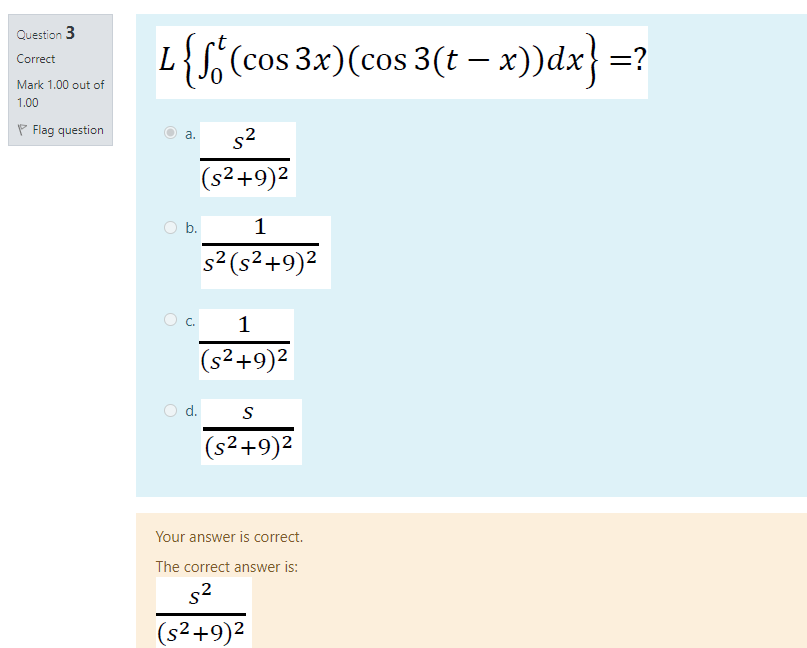 Question 3
Correct
Mark 1.00 out of
1.00
Flag question
L{∫₀ᵗ(cos 3x)(cos 3(t − x))dx} =?
a. s²
(s²+9)²
b. 1
s²(s²+9)²
c. 1
(s²+9)²
d. s
(s²+9)²
Your answer is correct.
The correct answer is:
s²
(s²+9)²